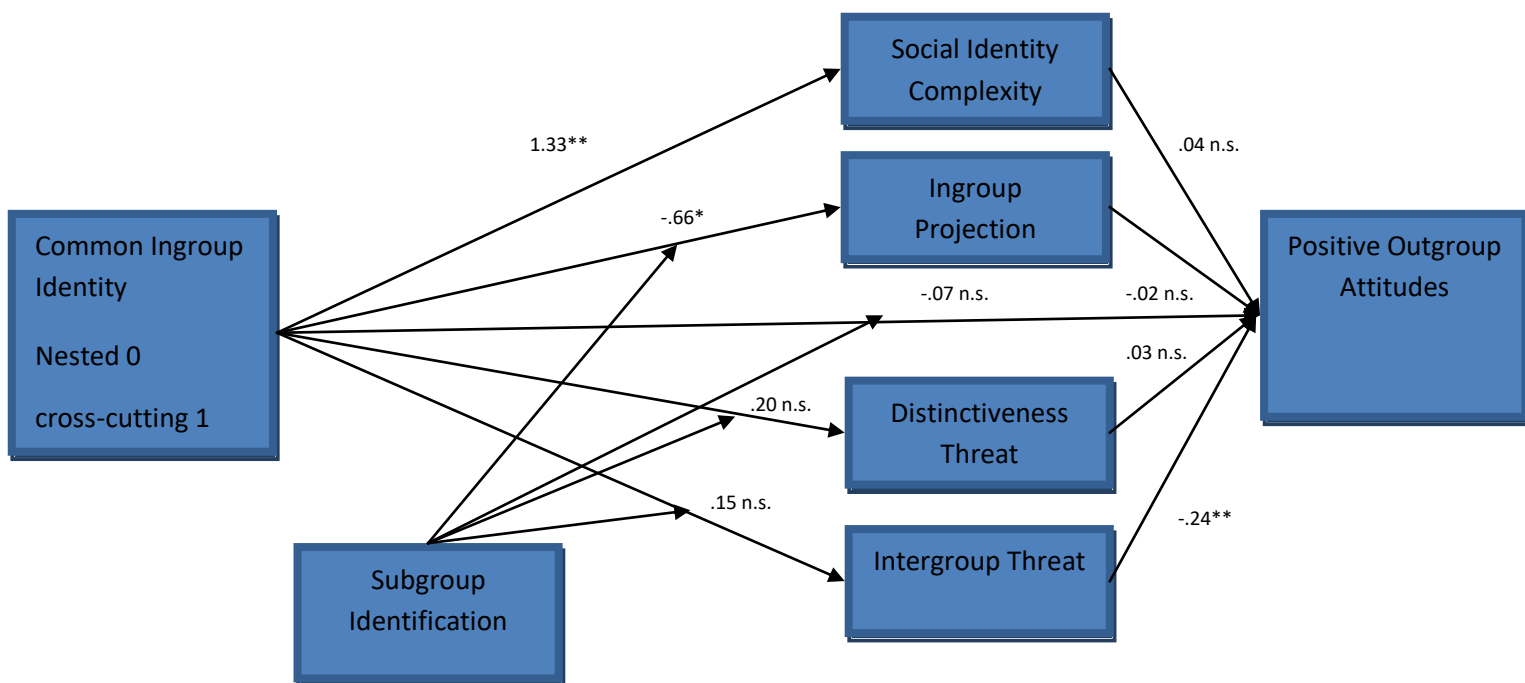 Social Identity
Complexity
1.33**
.04 n.s.
Ingroup
Projection
-.66*
Common Ingroup
Identity
Nested 0
cross-cutting 1
Positive Outgroup
Attitudes
-.07 n.s.
-.02 n.s.
.03 n.s.
.20 n.s.
Distinctiveness
Threat
.15 n.s.
-.24**
Intergroup Threat
Subgroup
Identification